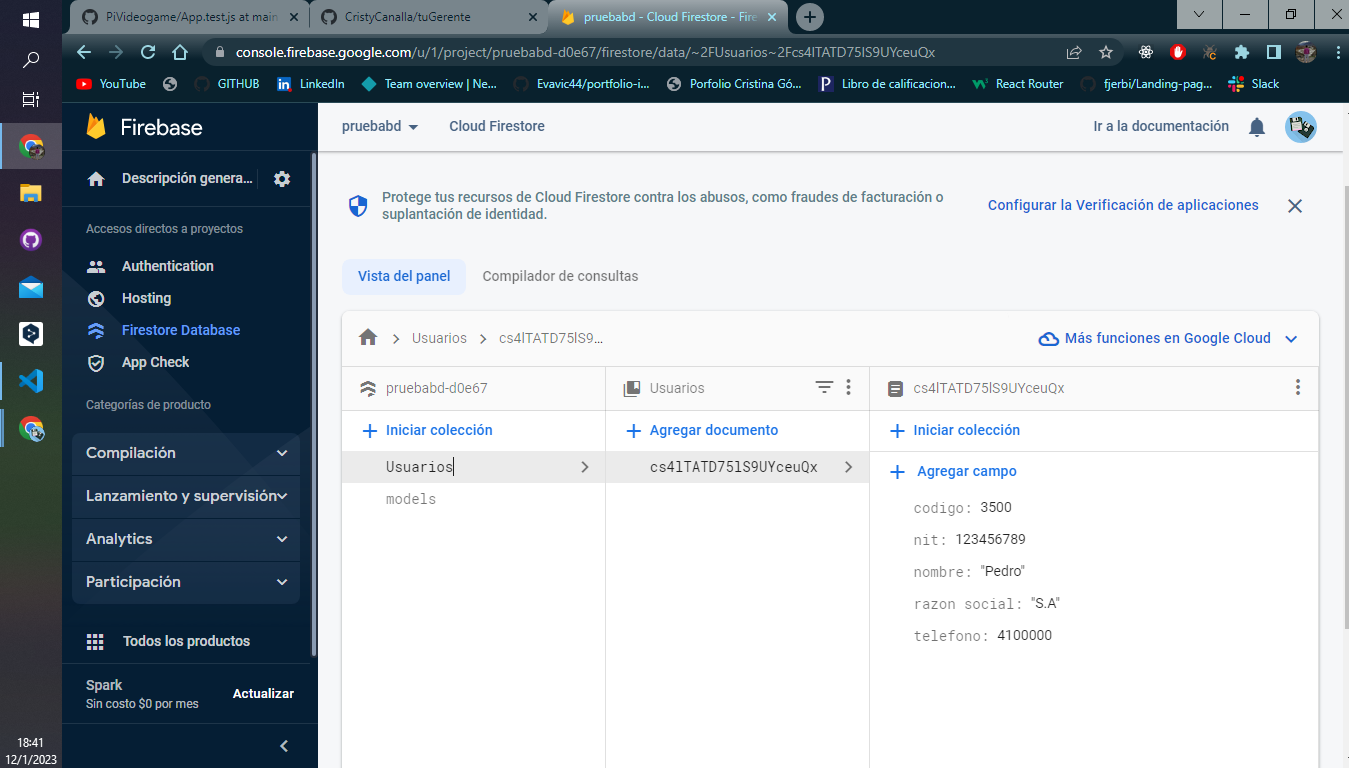 PiVideogame/App.test.js at main
CristyCanalla/tuGerente
pruebabd - Cloud Firestore - Fire
console.firebase.google.com/u/1/project/pruebabd-d0e67/firestore/data/~2FUsuarios~2Fcs4lTATD75lS9UYceuQx
YouTube
GITHUB
LinkedIn
Team overview | Ne...
Evavic44/portfolio-i...
Porfolio Cristina Gó...
Libro de calificacion...
React Router
fjerbi/Landing-pag...
Slack
Firebase
pruebabd
Cloud Firestore
Ir a la documentación
Descripción genera...
Protege tus recursos de Cloud Firestore contra los abusos, como fraudes de facturación o
suplantación de identidad.
Configurar la Verificación de aplicaciones
Accesos directos a proyectos
Authentication
Hosting
Firestore Database
App Check
Categorías de producto
Compilación
Lanzamiento y supervisión
Analytics
Participación
Todos los productos
Spark
Sin costo $0 por mes
Actualizar
Vista del panel
Compilador de consultas
Usuarios
cs4lTATD75lS9...
Más funciones en Google Cloud
pruebabd-d0e67
Usuarios
cs4lTATD75lS9UYceuQx
Iniciar colección
Agregar documento
Iniciar colección
Usuarios
models
cs4lTATD75lS9UYceuQx
Agregar campo
codigo: 3500
nit: 123456789
nombre: "Pedro"
razon social: "S.A"
telefono: 4100000
18:41
12/1/2023